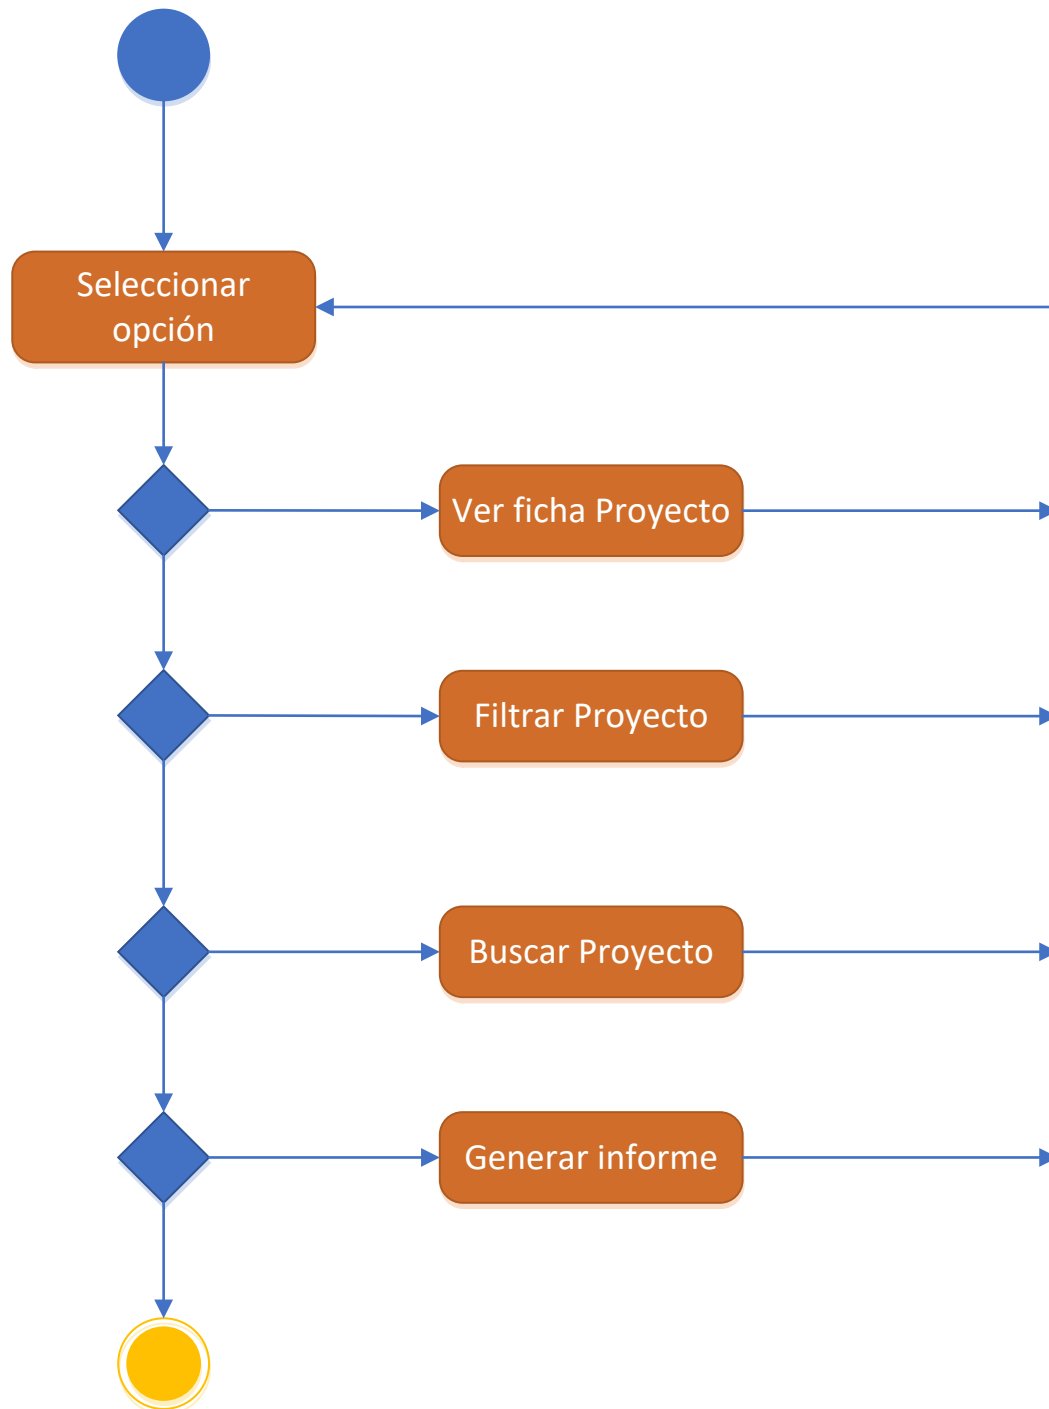 Seleccionar
opción
Ver ficha Proyecto
Filtrar Proyecto
Buscar Proyecto
Generar informe